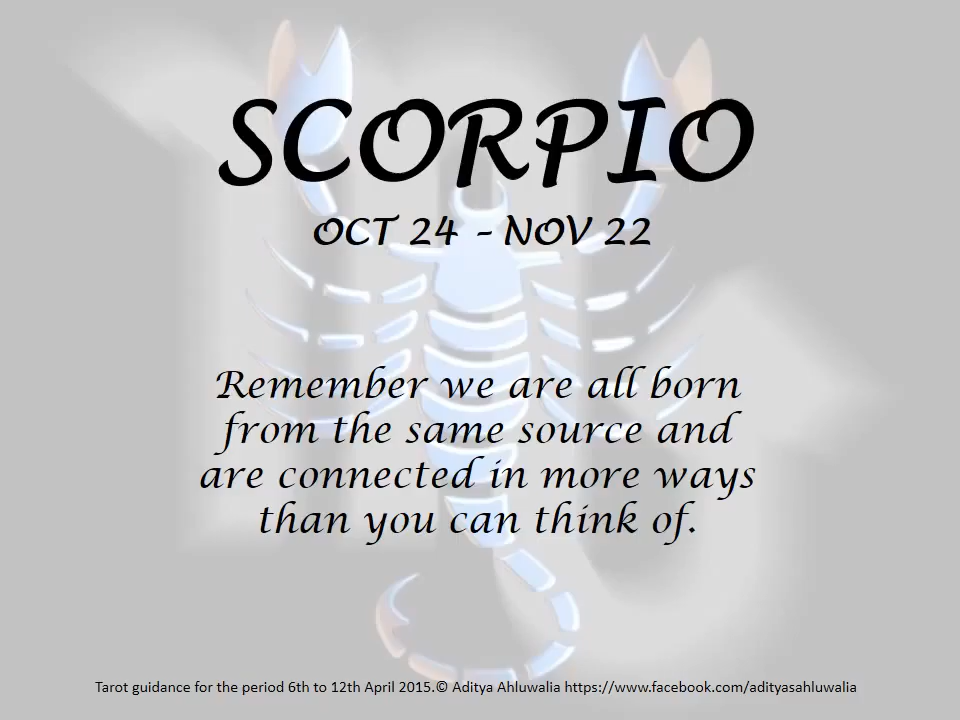 SCORPIO
OCT 24 - NOV 22
Remember we are all born
from the same source and
are connected in more ways
than you can think of.
Tarot guidance for the period 6th to 12th April 2015.© Aditya Ahluwalia https://www.facebook.com/adityasahluwalia